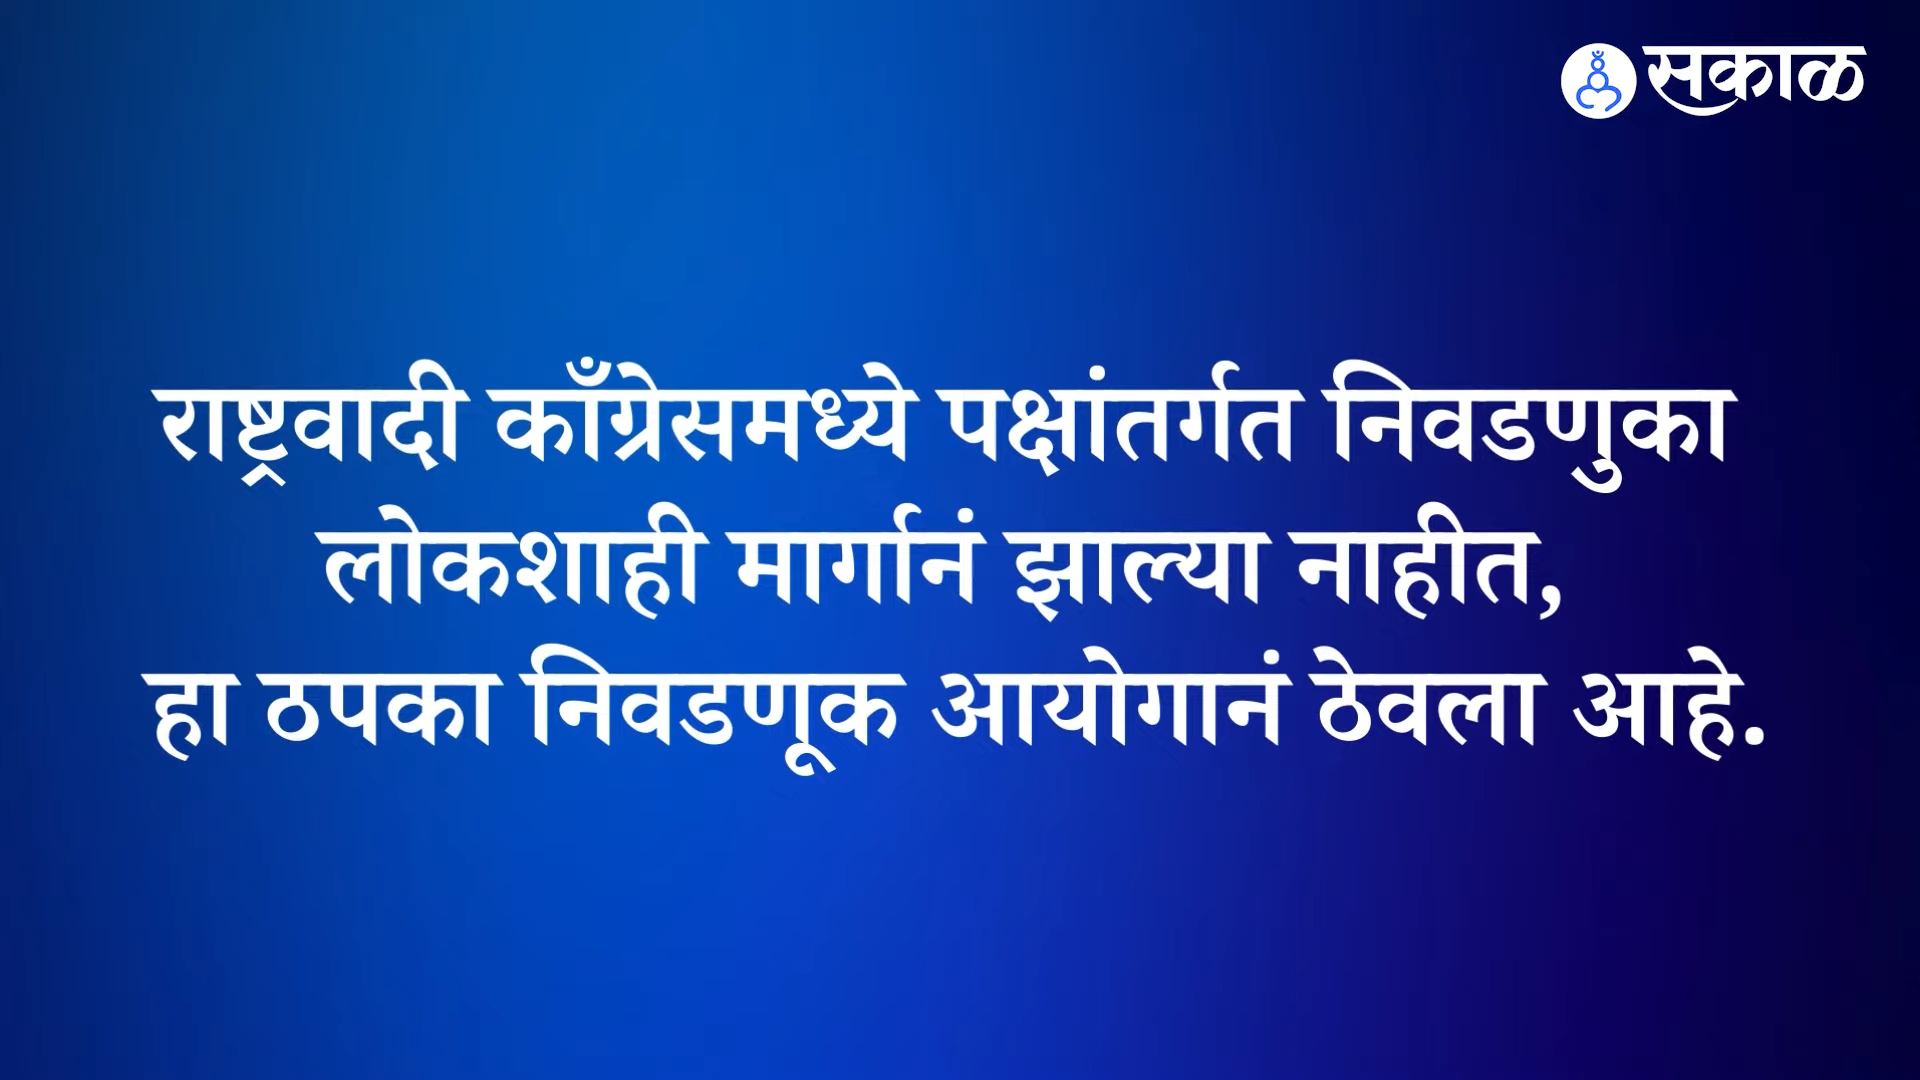 सकाळ
राष्ट्रवादी काँग्रेसमध्ये पक्षांतर्गत निवडणुका
लोकशाही मार्गानं झाल्या नाहीत,
हा ठपका निवडणूक आयोगानं ठेवला आहे.